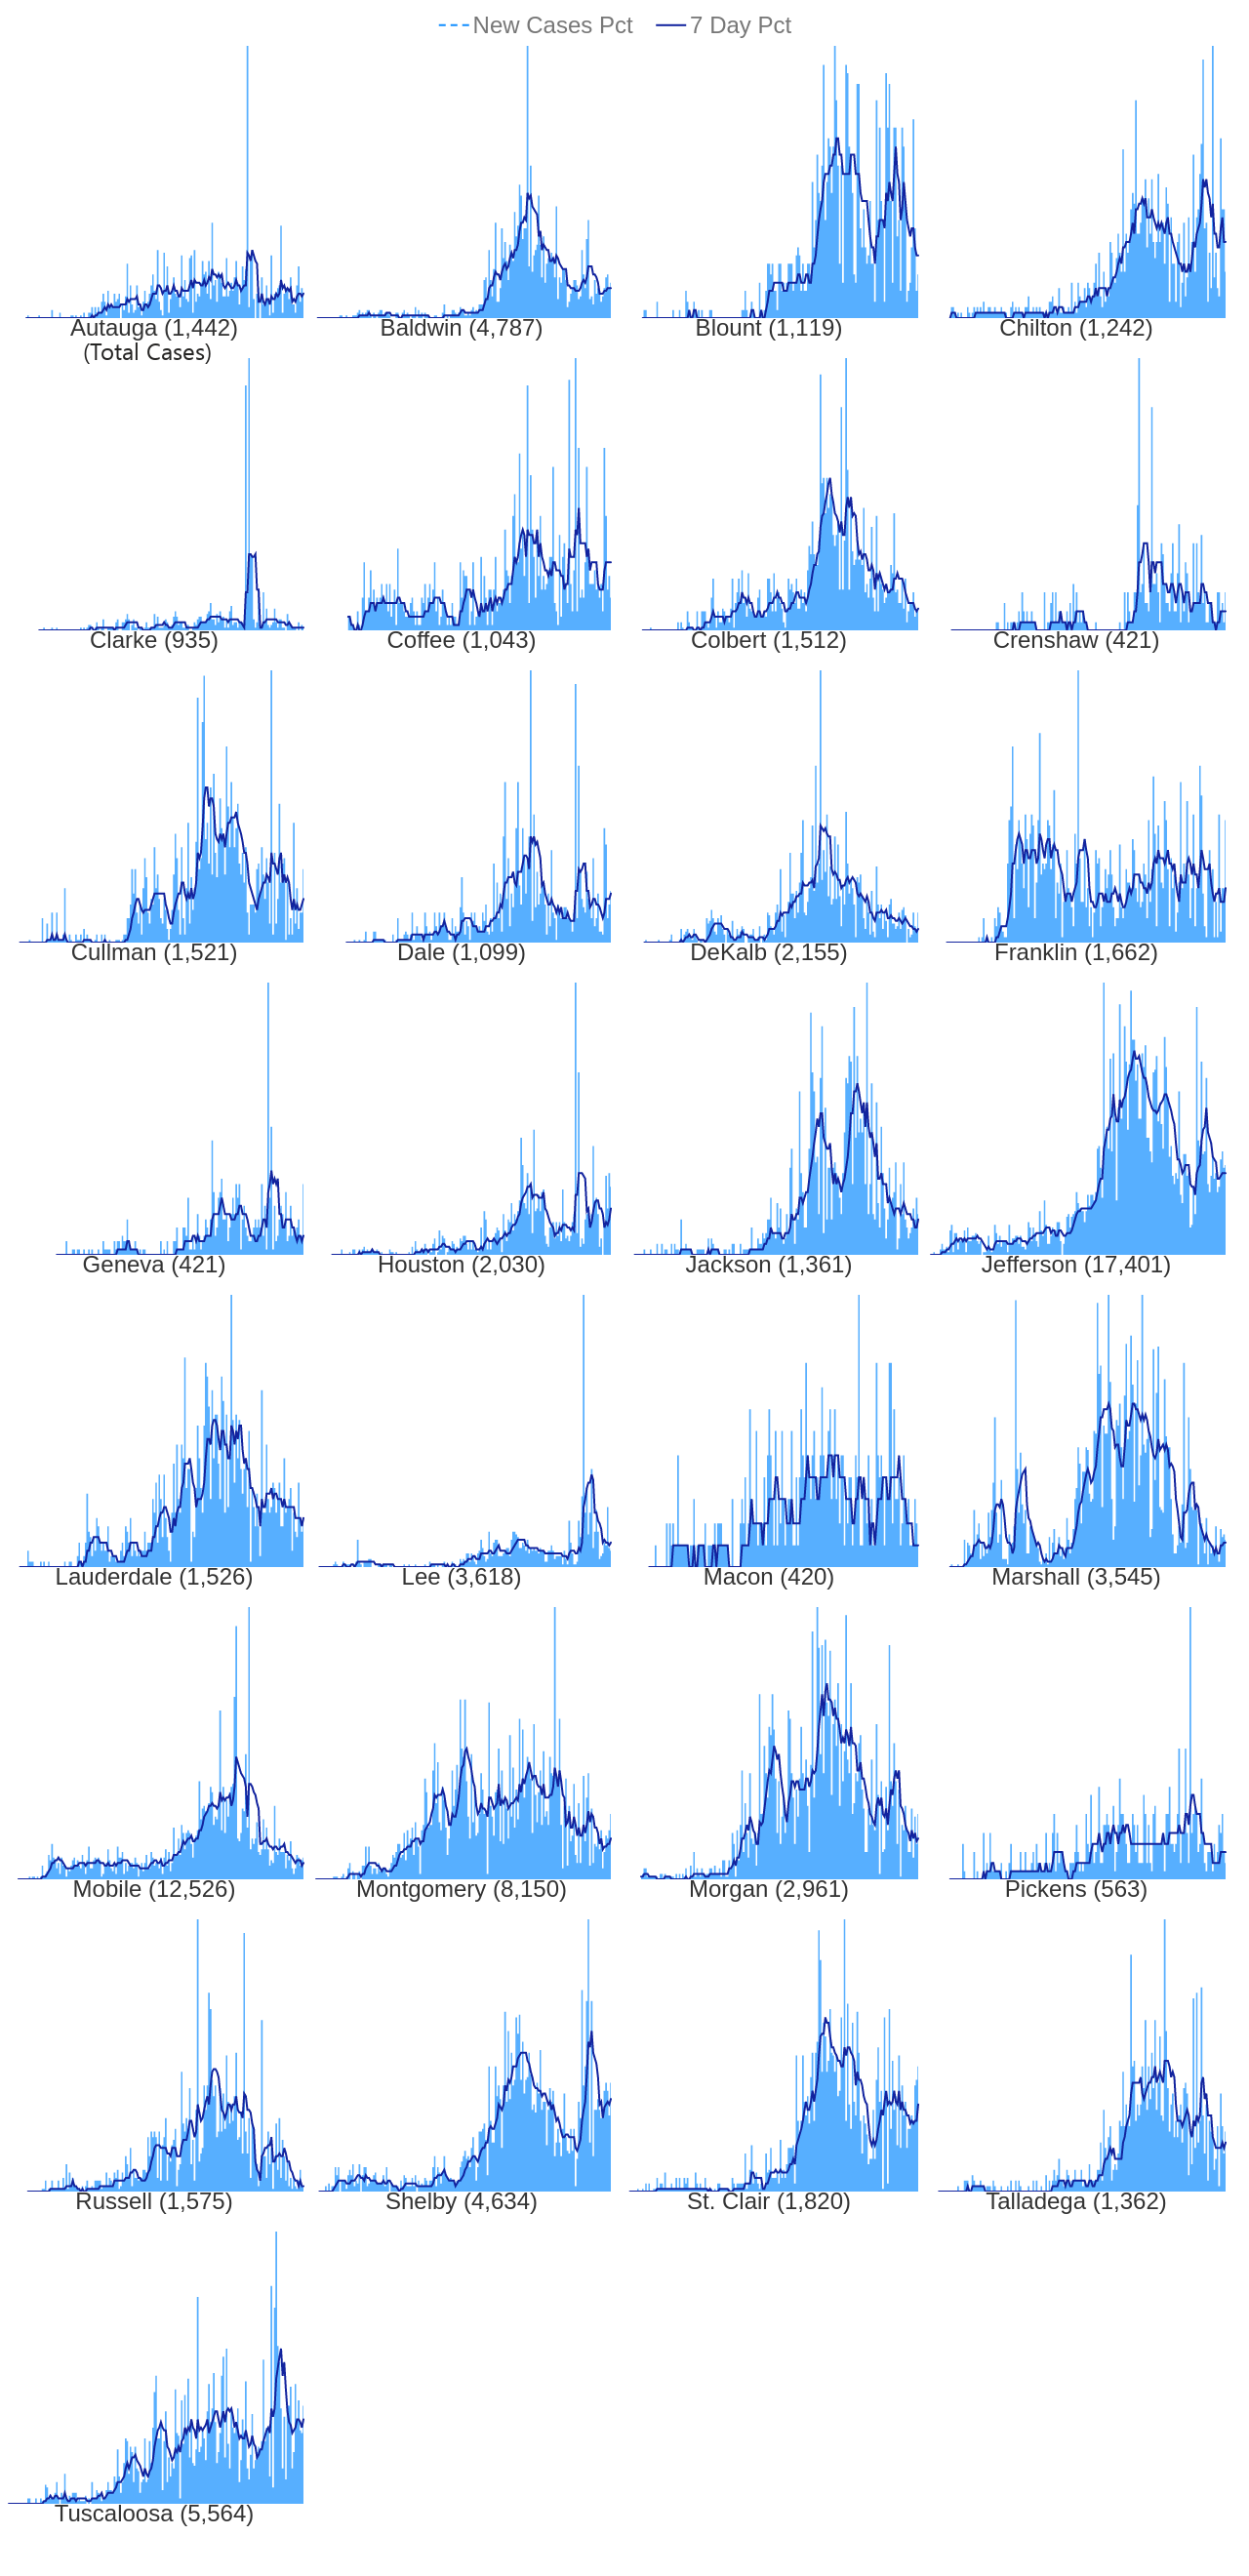 New Cases Pct 7 Day Pct
Autauga (1,442) Baldwin (4,787) Blount (1,119) Chilton (1,242)
(Total Cases)
Clarke (935) Coffee (1,043) Colbert (1,512) Crenshaw (421)
Cullman (1,521) Dale (1,099) DeKalb (2,155) Franklin (1,662)
Geneva (421) Houston (2,030) Jackson (1,361) Jefferson (17,401)
Lauderdale (1,526) Lee (3,618) Macon (420) Marshall (3,545)
Mobile (12,526) Montgomery (8,150) Morgan (2,961) Pickens (563)
Russell (1,575) Shelby (4,634) St. Clair (1,820) Talladega (1,362)
Tuscaloosa (5,564)